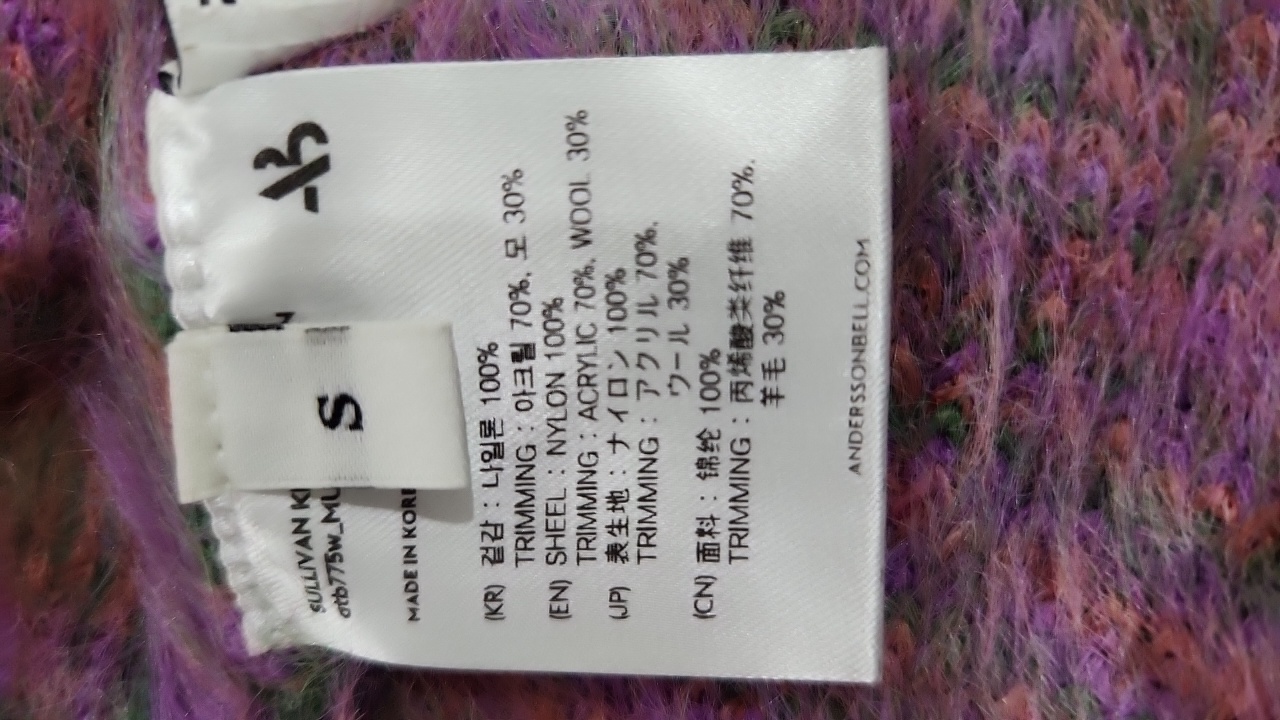 S
SULLIVAN
atb775w
MADE IN
(KR) 겉감 : 나일론 100%
TRIMMING : 아크릴 70%, 모 30%
(EN) SHEEL : NYLON 100%
TRIMMING : ACRYLIC 70%, WOOL 30%
(JP) 表生地 : ナイロン 100%
TRIMMING : アクリル 70%,
ウール 30%
(CN) 面料 : 锦纶 100%
TRIMMING : 丙烯酸类纤维 70%,
羊毛 30%
ANDERSSONBELL.COM